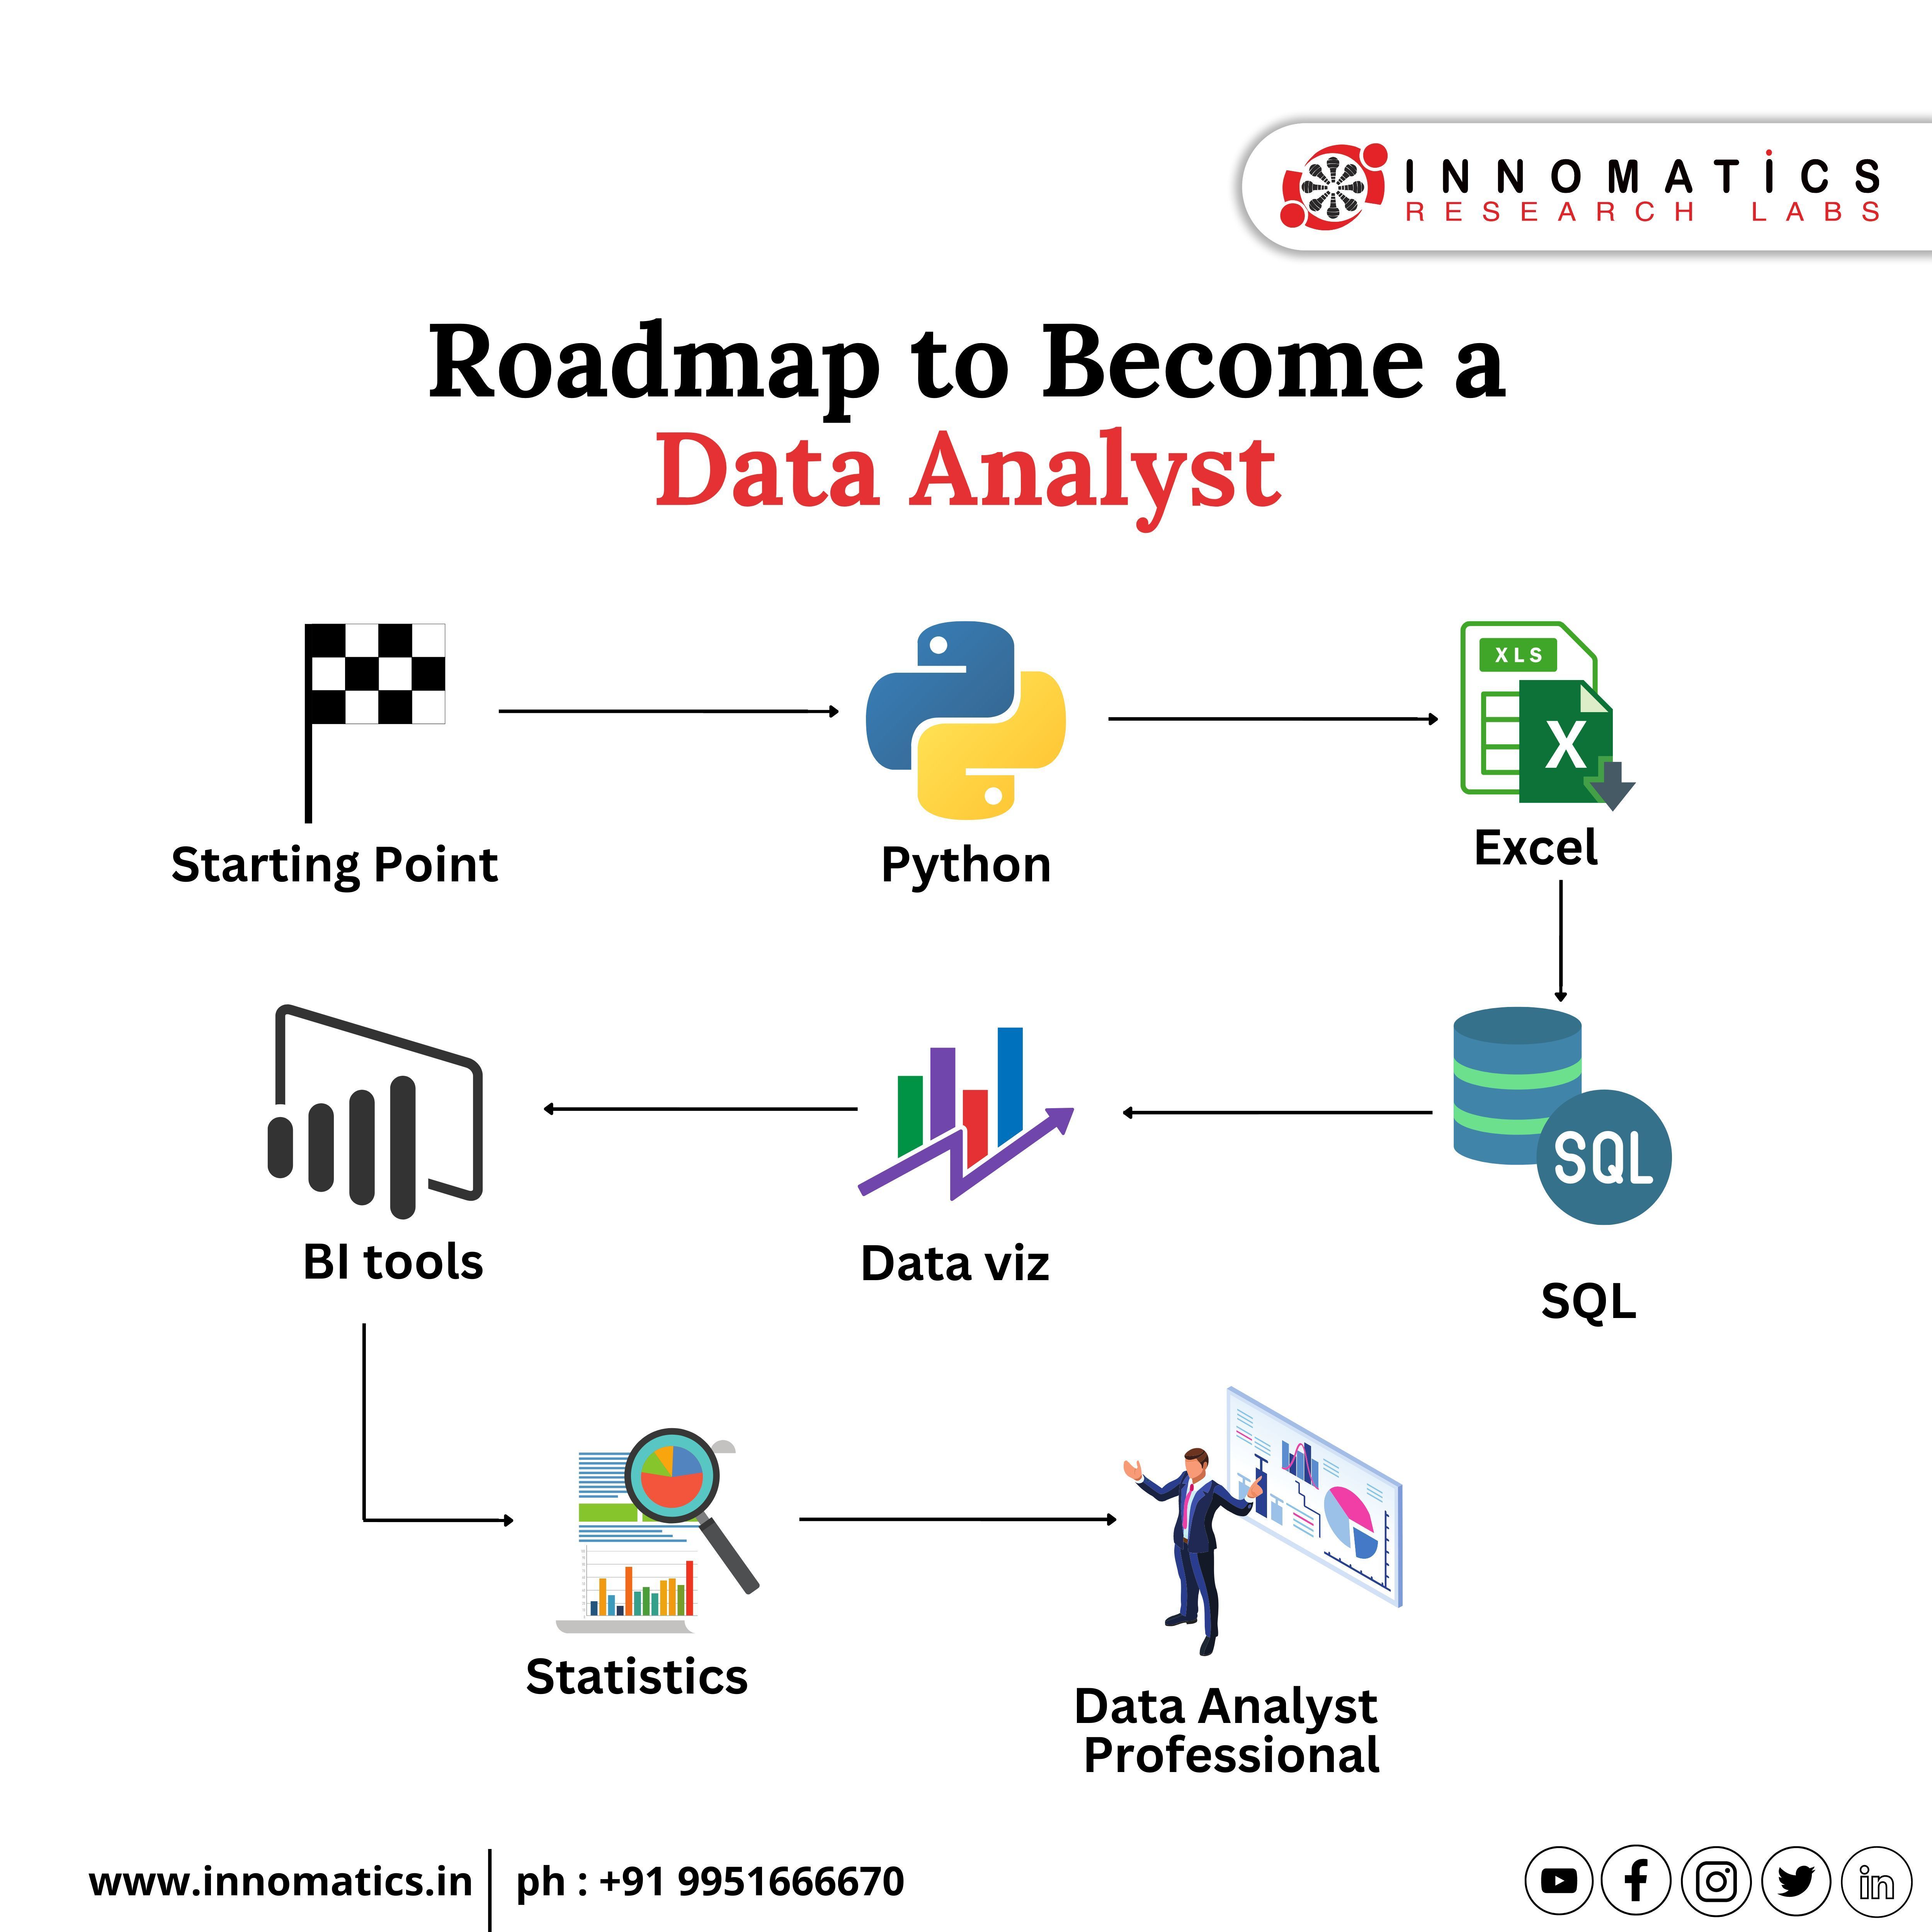 INNOMATICS
RESEARCH LABS
Roadmap to Become a
Data Analyst
XLS
X
Starting Point
Python
Excel
SQL
BI tools
Data viz
SQL
Statistics
Data Analyst
Professional
www.innomatics.in
ph : +91 9951666670
in